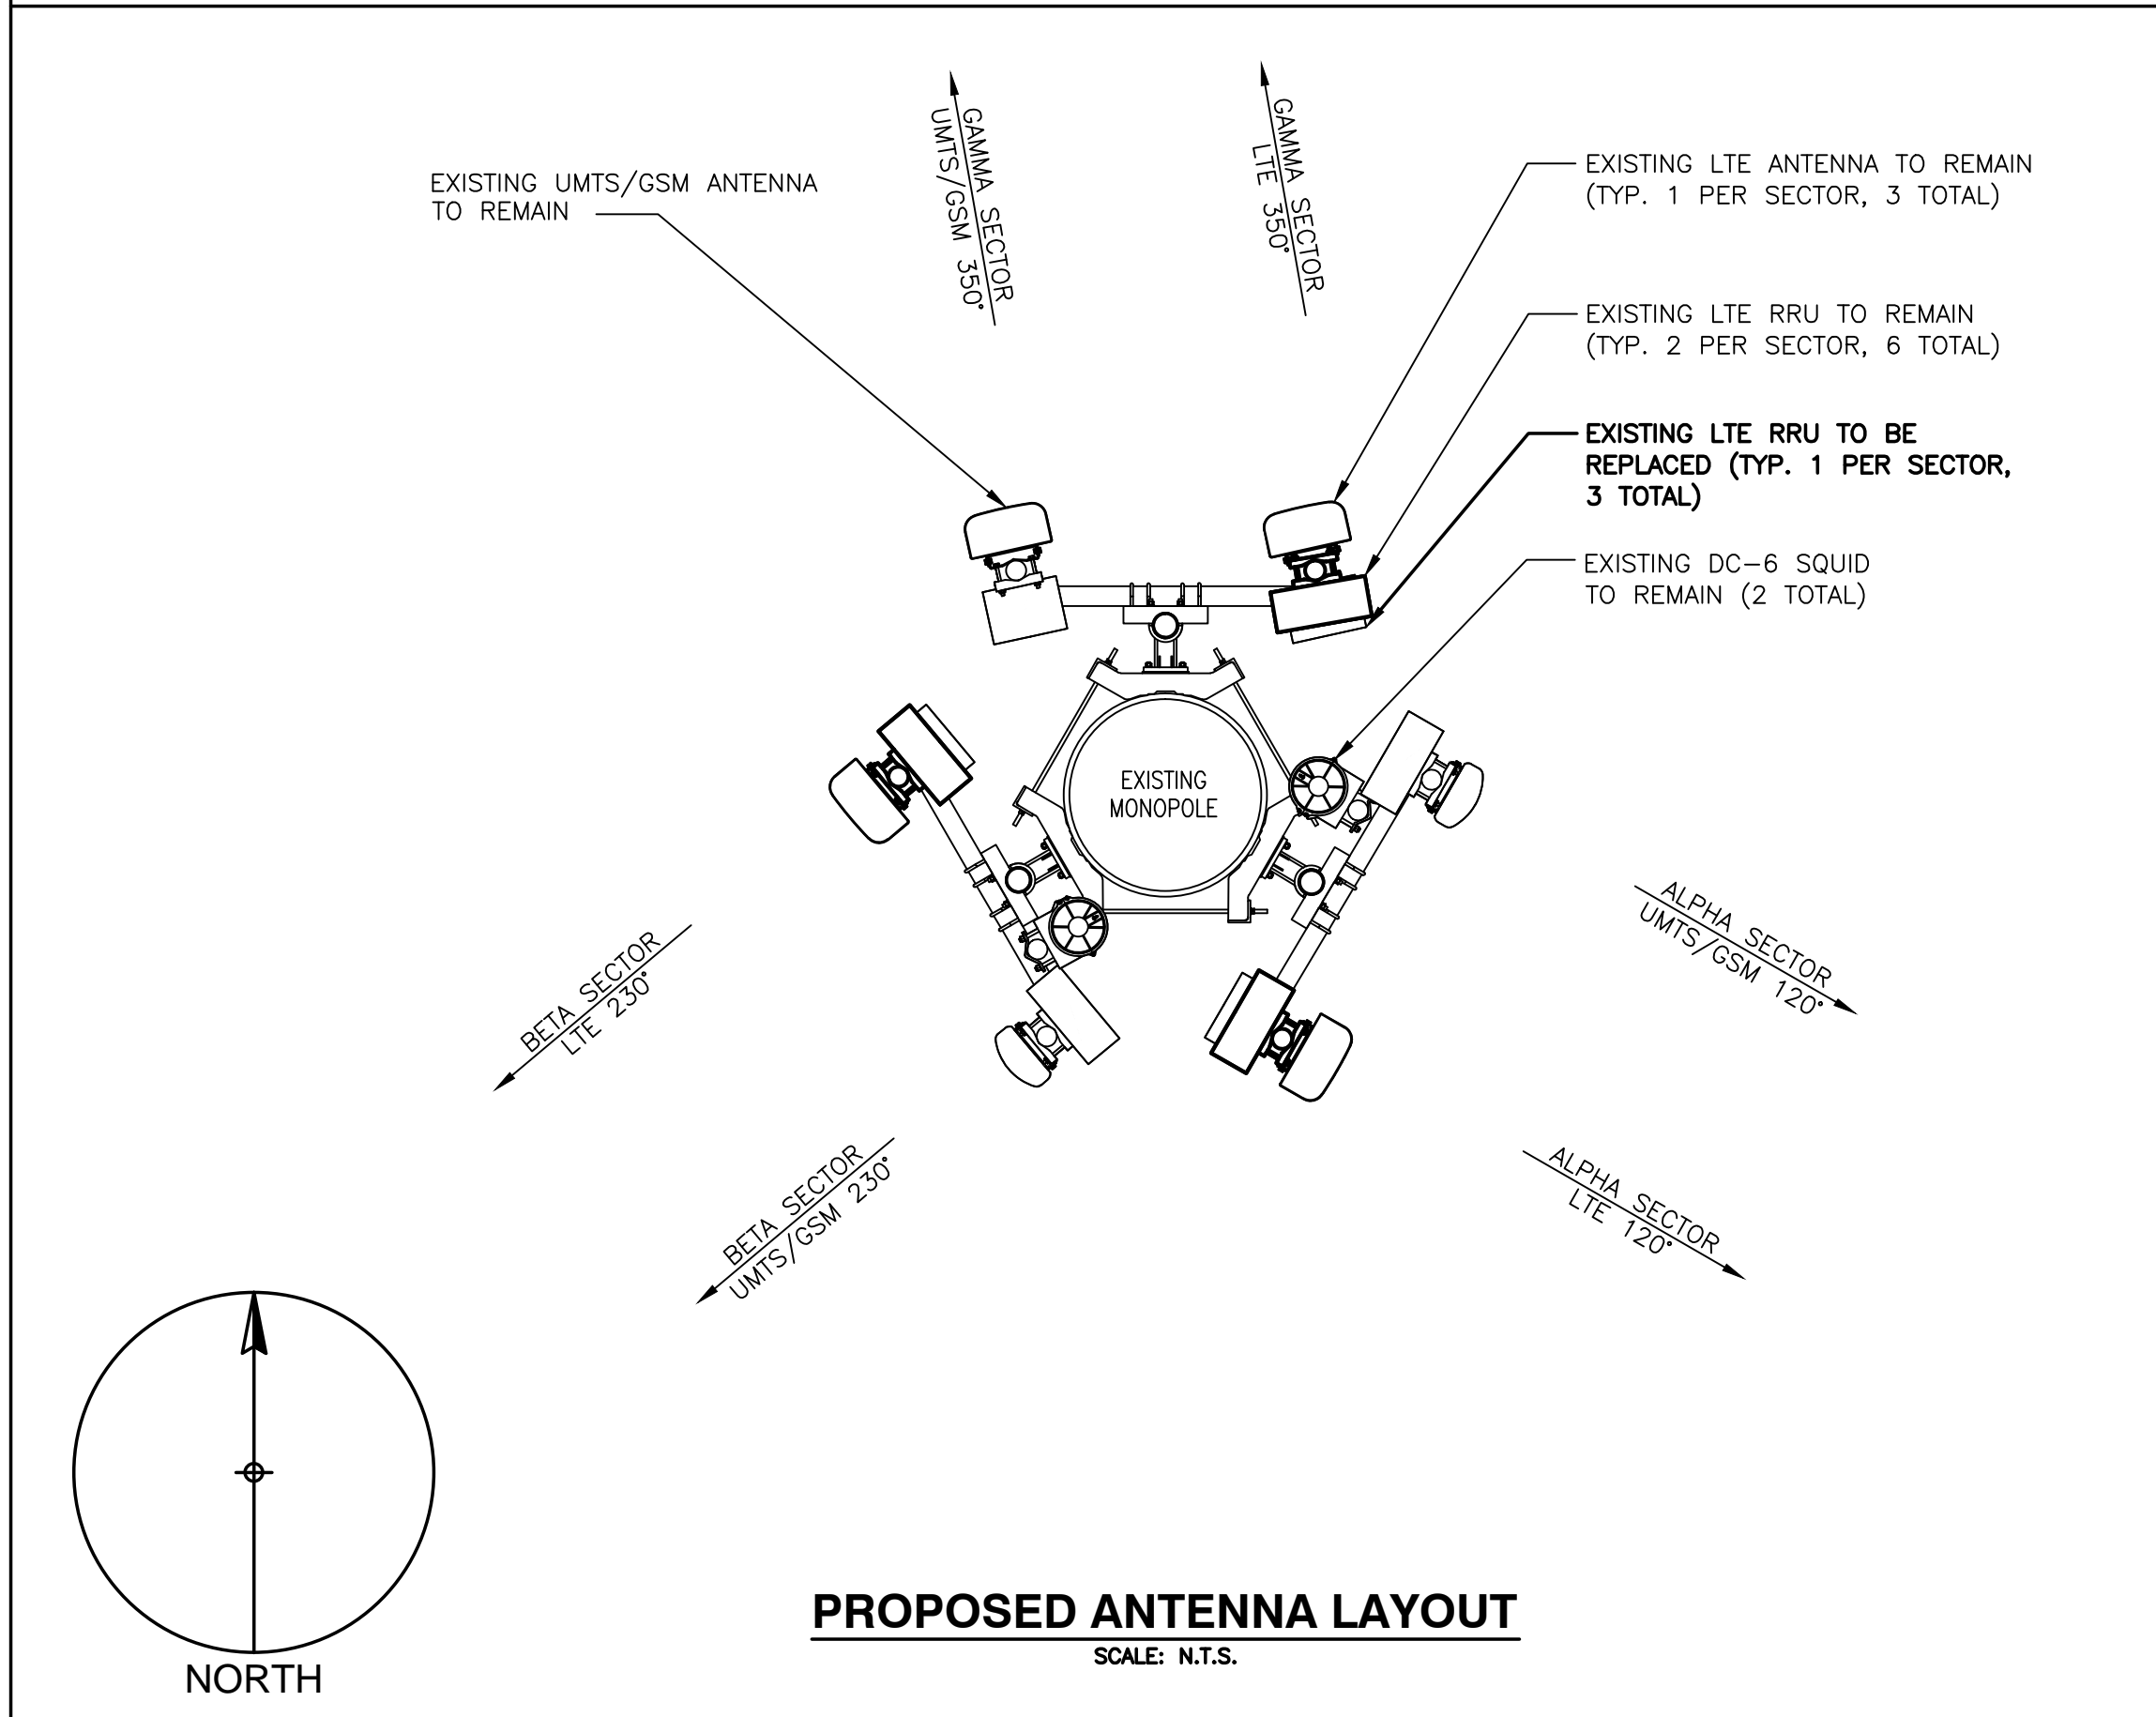 GAMMA SECTOR
UMTS/GSM 350°
GAMMA SECTOR
LTE 350°
EXISTING UMTS/GSM ANTENNA
TO REMAIN
EXISTING LTE ANTENNA TO REMAIN
(TYP. 1 PER SECTOR, 3 TOTAL)
EXISTING LTE RRU TO REMAIN
(TYP. 2 PER SECTOR, 6 TOTAL)
EXISTING LTE RRU TO BE
REPLACED (TYP. 1 PER SECTOR,
3 TOTAL)
EXISTING DC-6 SQUID
TO REMAIN (2 TOTAL)
EXISTING
MONOPOLE
ALPHA SECTOR
UMTS/GSM 120°
BETA SECTOR
LTE 230°
BETA SECTOR
UMTS/GSM 230°
ALPHA SECTOR
LTE 120°
NORTH
PROPOSED ANTENNA LAYOUT
SCALE: N.T.S.